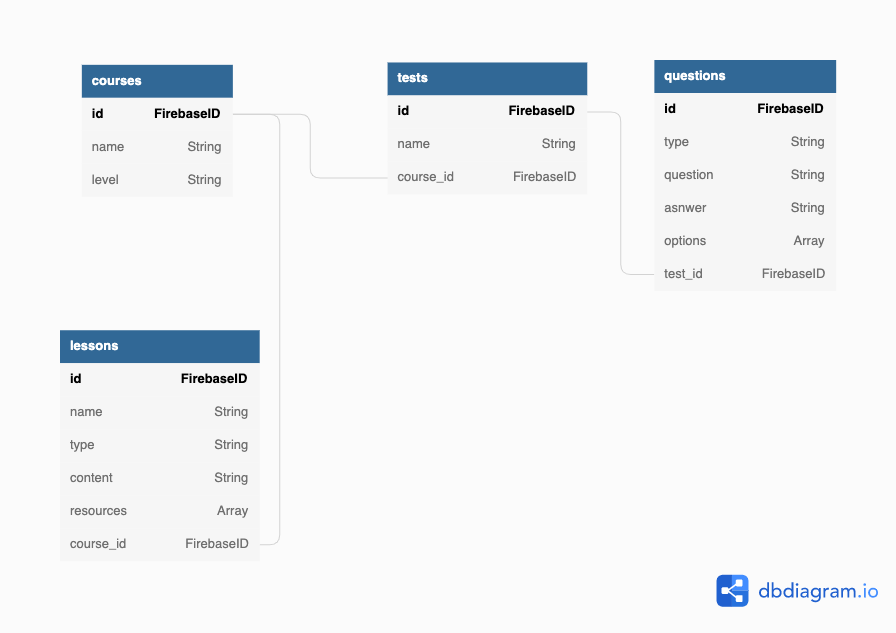 courses
id FirebaseID
name String
level String
tests
id FirebaseID
name String
course_id FirebaseID
questions
id FirebaseID
type String
question String
asnwer String
options Array
test_id FirebaseID
lessons
id FirebaseID
name String
type String
content String
resources Array
course_id FirebaseID
dbdiagram.io